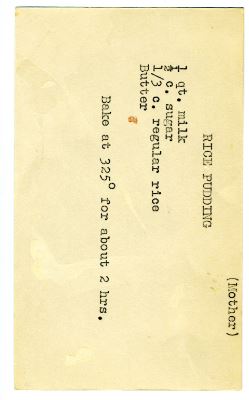 (Mother)
RICE PUDDING
1 qt. milk
½ c. sugar
1/3 c. regular rice
Butter
Bake at 325° for about 2 hrs.